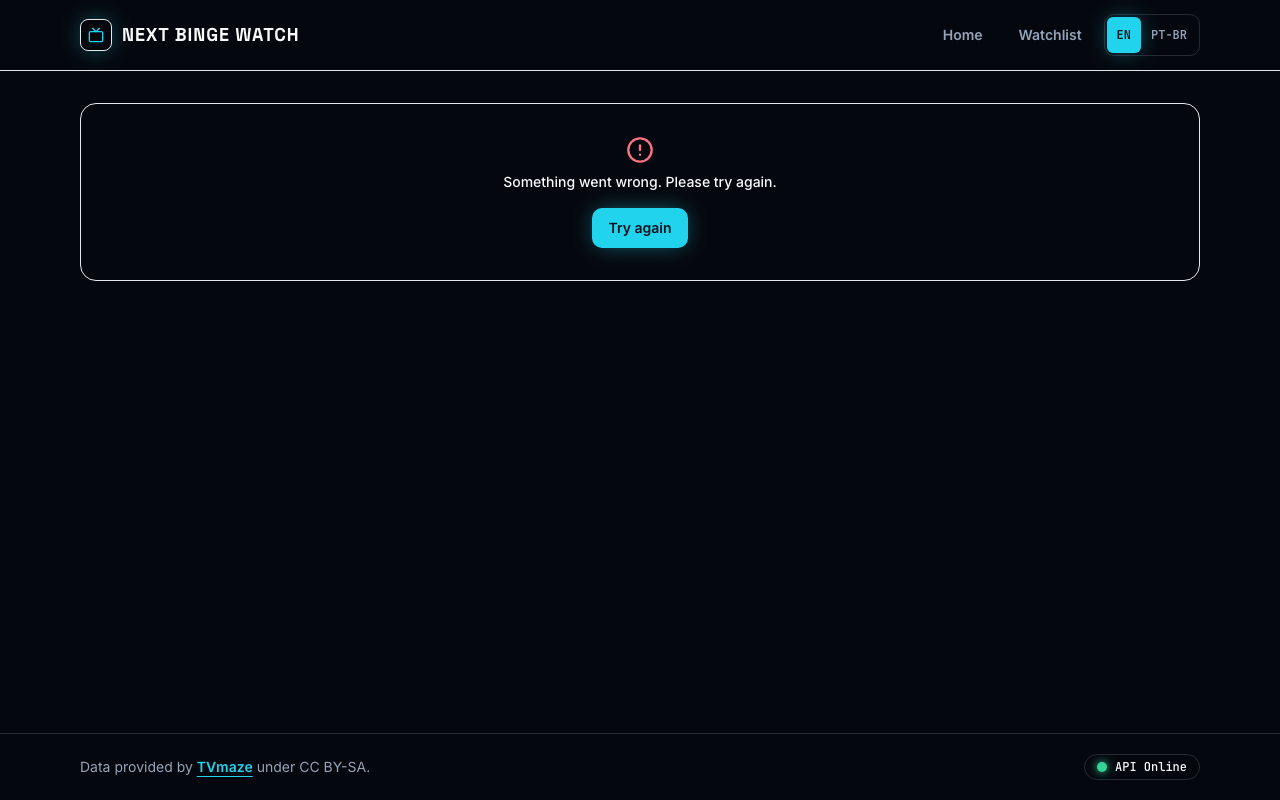 NEXT BINGE WATCH
Home
Watchlist
EN
PT-BR
Something went wrong. Please try again.
Try again
Data provided by TVmaze under CC BY-SA.
API Online